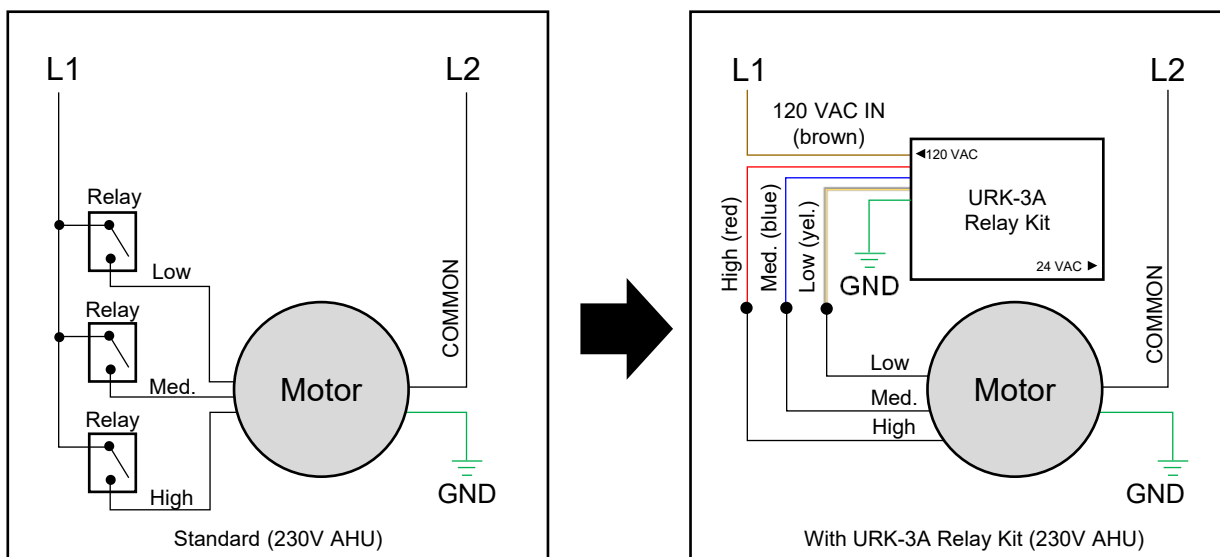 L1
L2
Relay
Low
Relay
Med.
Relay
High
COMMON
Motor
GND
Standard (230V AHU)
L1
L2
120 VAC IN
(brown)
◄120 VAC
URK-3A
Relay Kit
24 VAC ►
High (red)
Med. (blue)
Low (yel.)
GND
COMMON
Low
Med.
High
Motor
GND
With URK-3A Relay Kit (230V AHU)